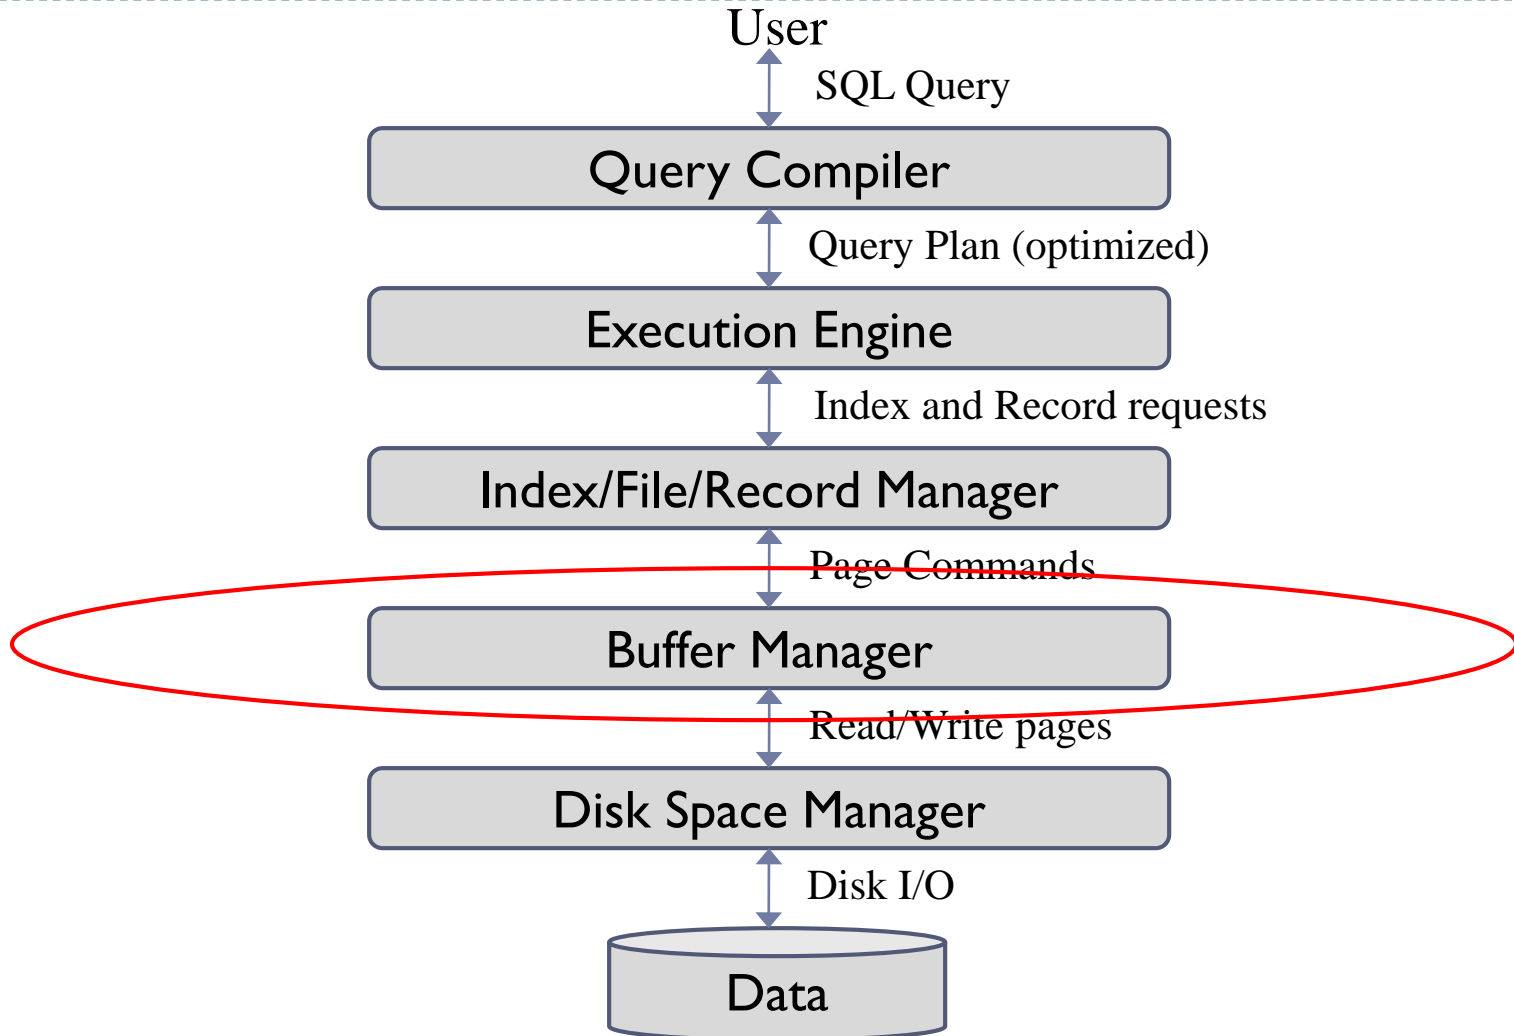 User
SQL Query
Query Compiler
Query Plan (optimized)
Execution Engine
Index and Record requests
Index/File/Record Manager
Page Commands
Buffer Manager
Read/Write pages
Disk Space Manager
Disk I/O
Data